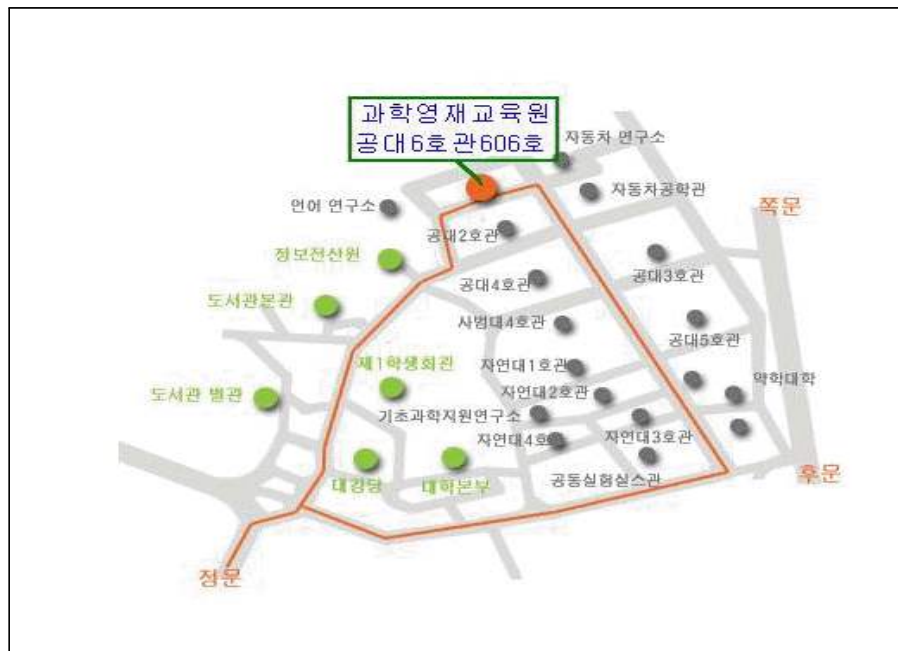 과학영재교육원
공대6호관606호
자동차 연구소
자동차공학관
언어 연구소
쪽문
공대2호관
정보전산원
공대3호관
공대4호관
도서관본관
사범대4호관
공대5호관
제1학생회관
자연대1호관
약학대학
도서관 별관
자연대2호관
기초과학지원연구소
자연대4호
자연대3호관
공동실험실스관
후문
대강당
대학본부
정문